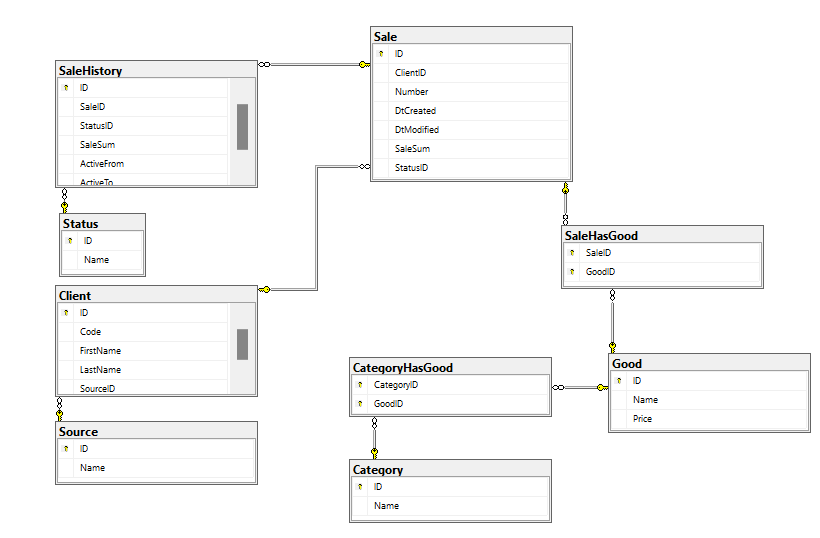 Sale
ID
ClientID
Number
DtCreated
DtModified
SaleSum
StatusID
SaleHistory
ID
SaleID
StatusID
SaleSum
ActiveFrom
ActiveTo
Status
ID
Name
SaleHasGood
SaleID
GoodID
Client
ID
Code
FirstName
LastName
SourceID
Good
ID
Name
Price
CategoryHasGood
CategoryID
GoodID
Source
ID
Name
Category
ID
Name